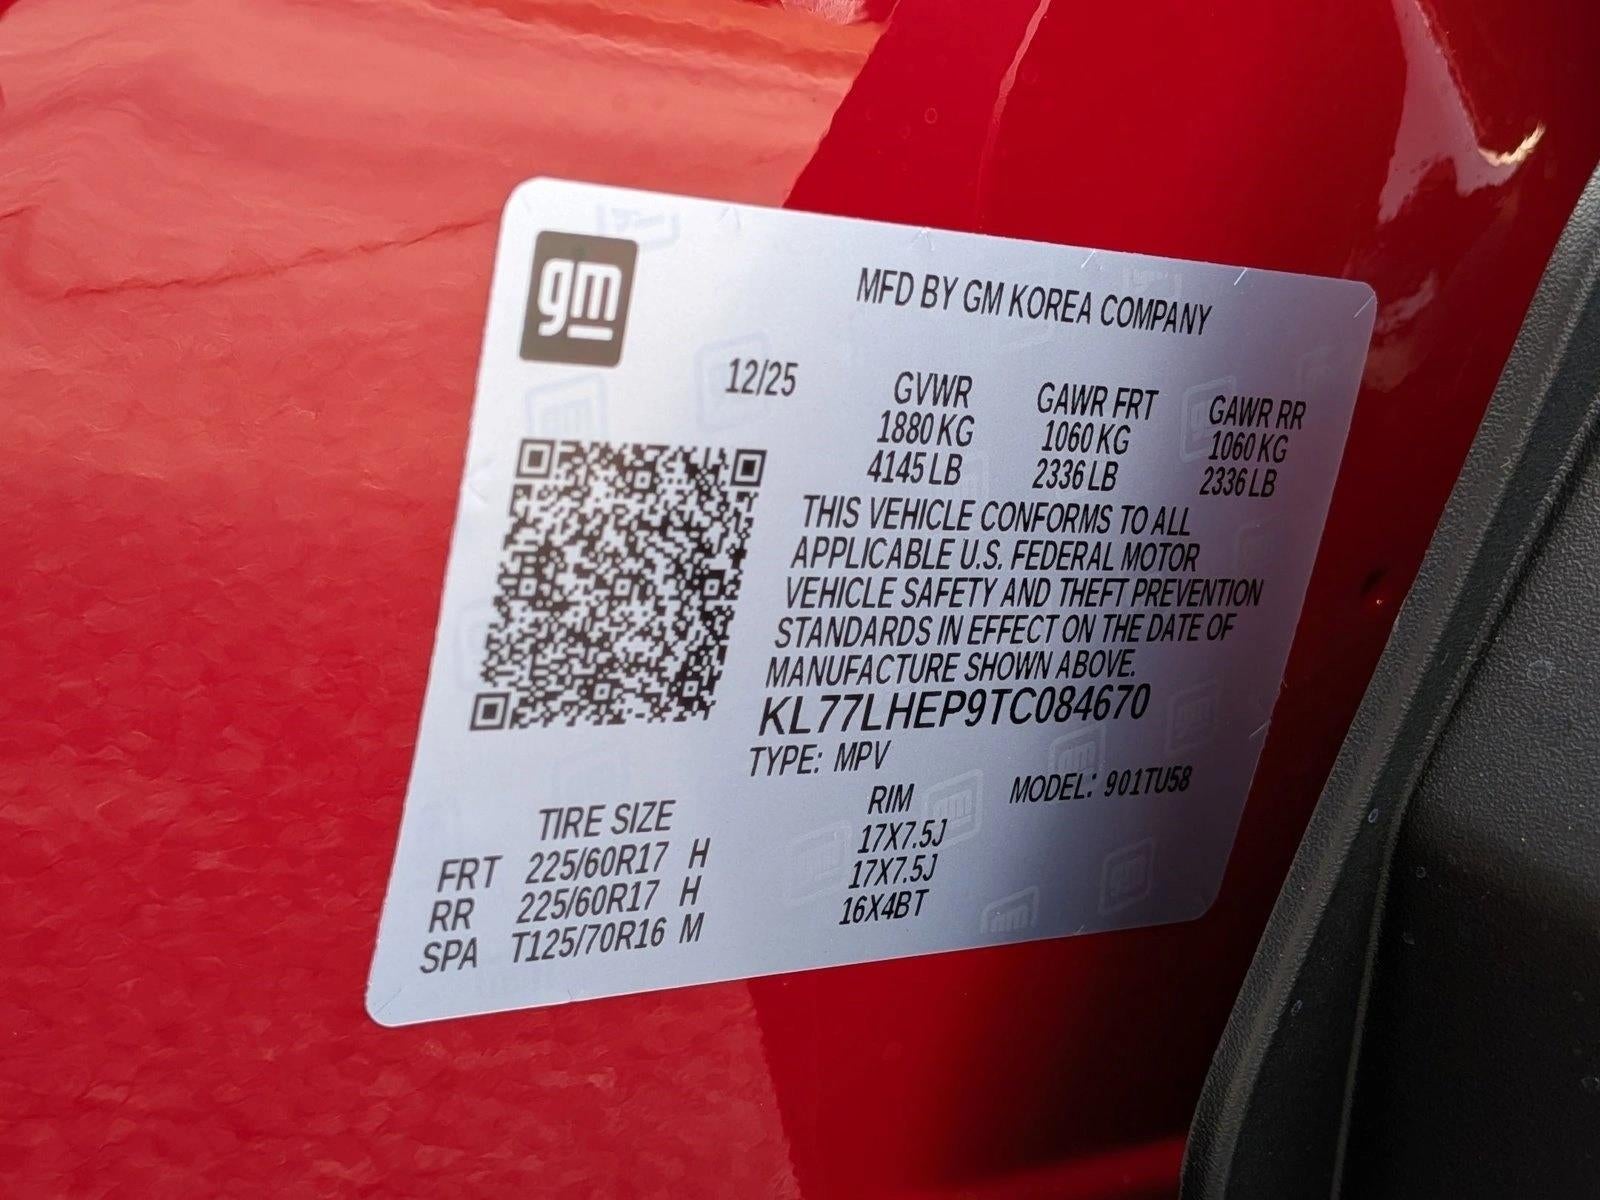 gm
MFD BY GM KOREA COMPANY
12/25 GVWR GAWR FRT GAWR RR
1880 KG 1060 KG 1060 KG
4145 LB 2336 LB 2336 LB
THIS VEHICLE CONFORMS TO ALL
APPLICABLE U.S. FEDERAL MOTOR
VEHICLE SAFETY AND THEFT PREVENTION
STANDARDS IN EFFECT ON THE DATE OF
MANUFACTURE SHOWN ABOVE.
KL77LHEP9TC084670
TYPE: MPV MODEL: 901TU58
TIRE SIZE RIM
FRT 225/60R17 H 17X7.5J
RR 225/60R17 H 17X7.5J
SPA T125/70R16 M 16X4BT